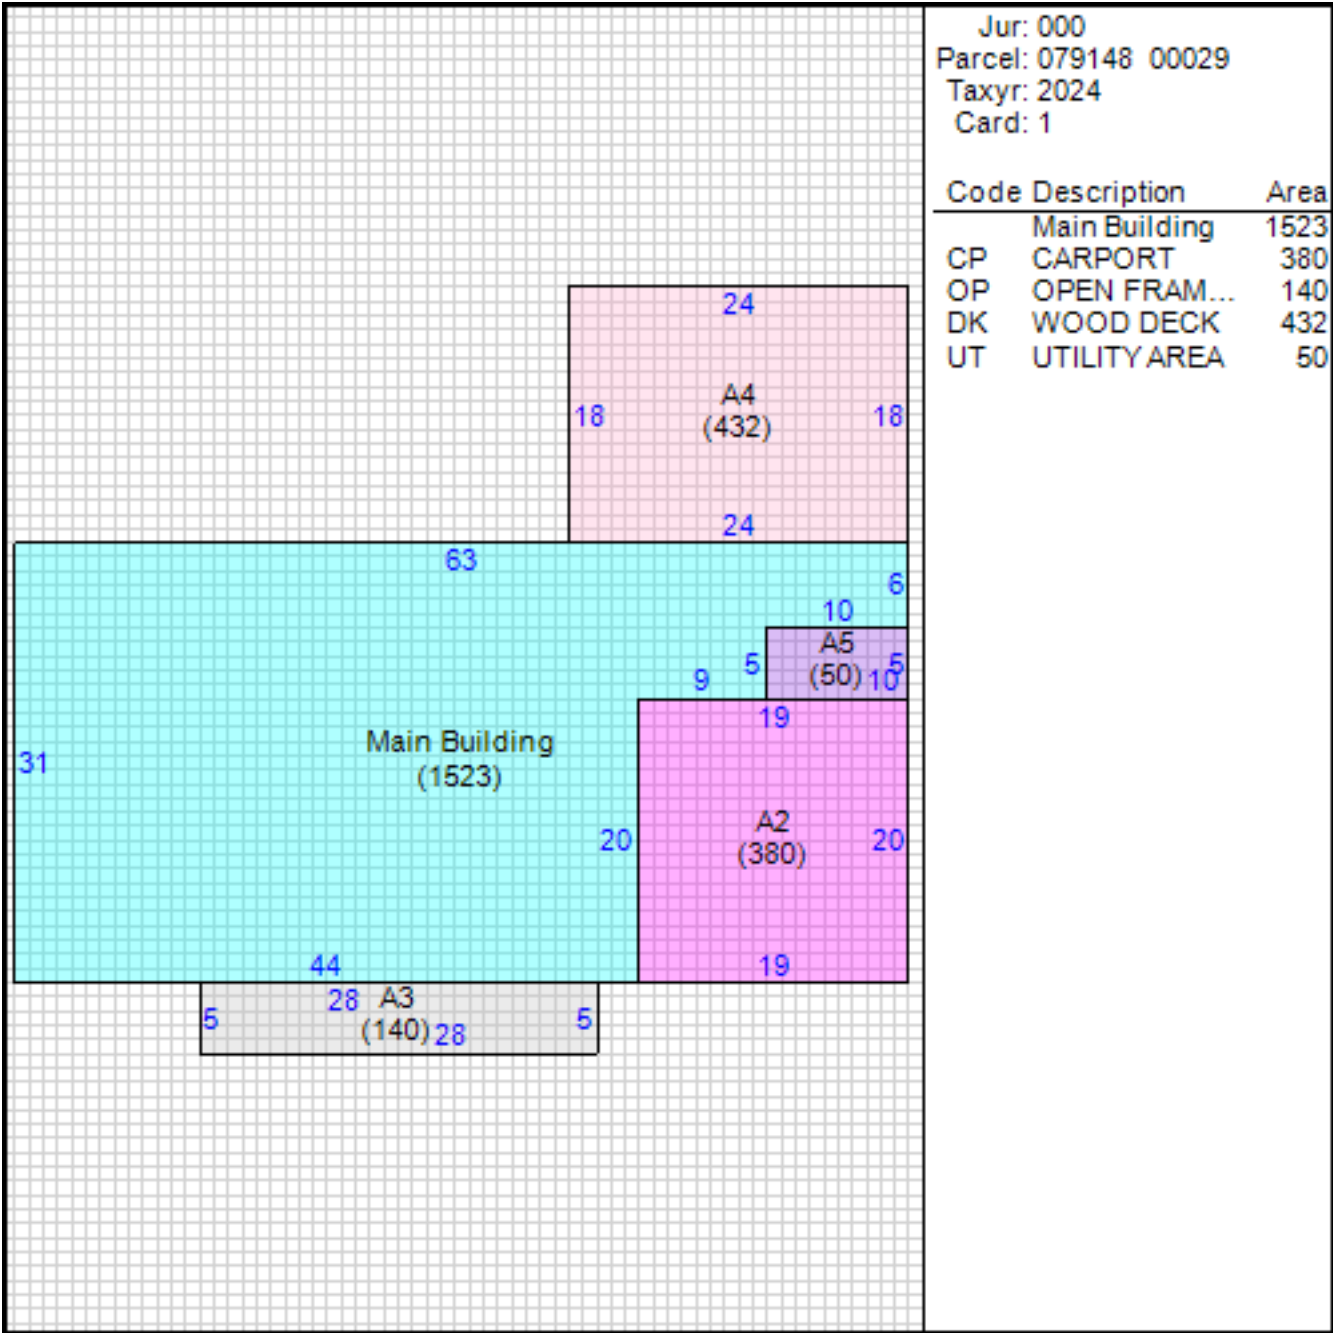 Jur: 000
Parcel: 079148 00029
Taxyr: 2024
Card: 1
Code Description Area
Main Building 1523
CP CARPORT 380
OP OPEN FRAM... 140
DK WOOD DECK 432
UT UTILITY AREA 50
24
A4
18 (432) 18
24
63
6
10
A5
5 (50) 5
9 10
19
Main Building
31 (1523)
A2
20 (380) 20
44 19
28 A3
5 (140) 28 5